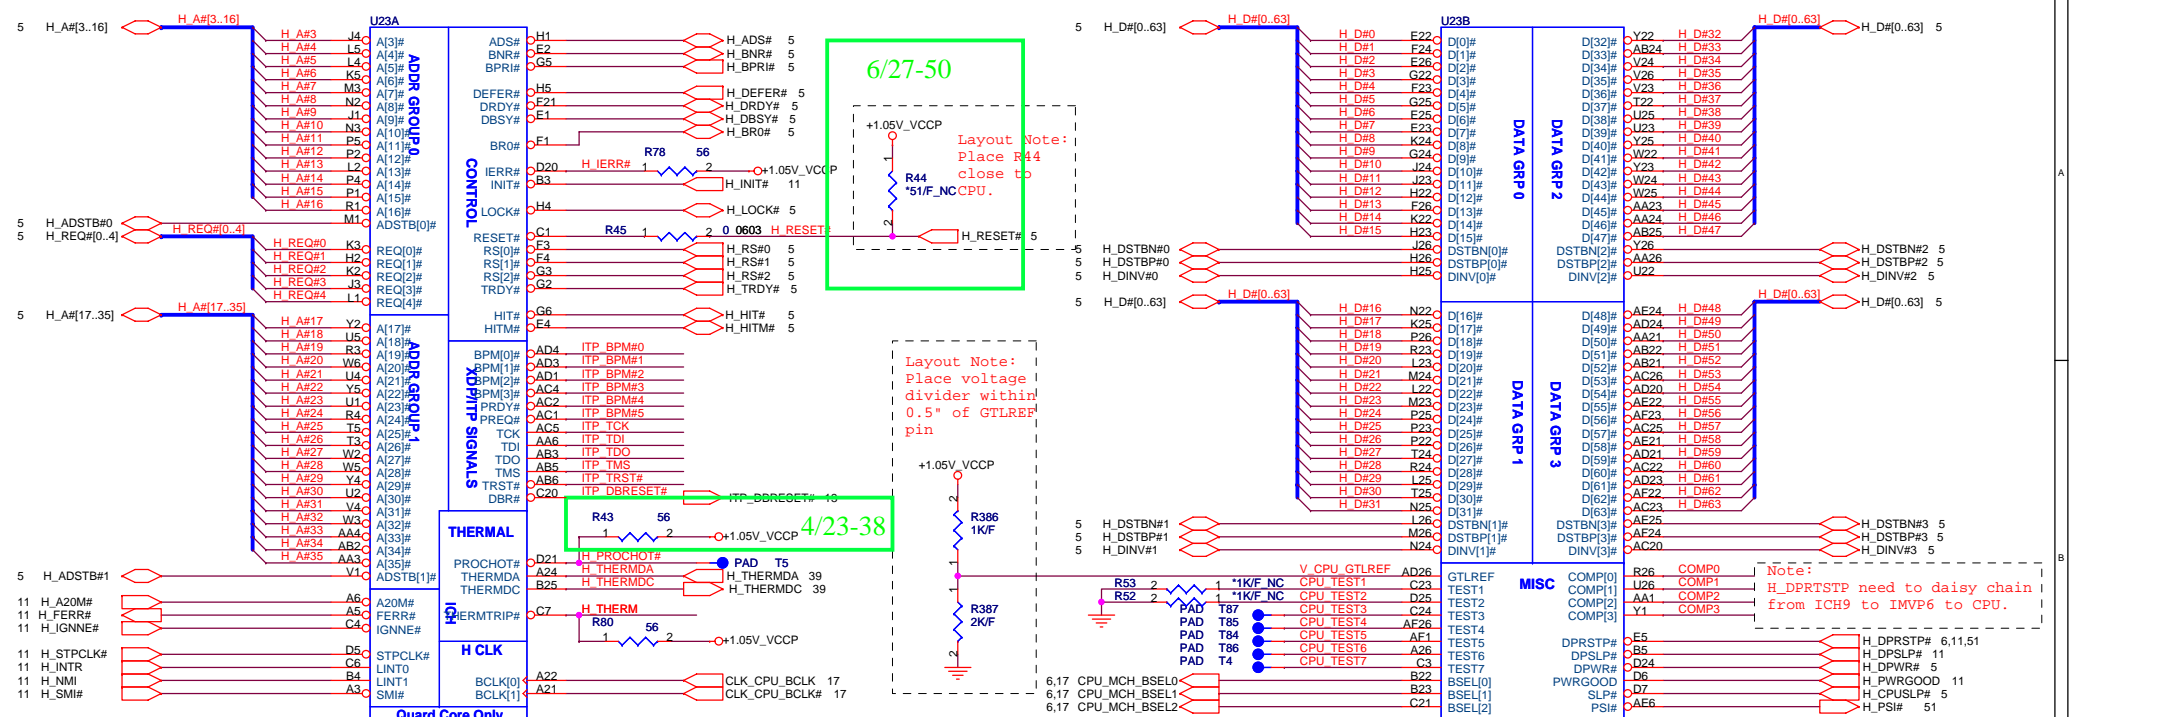 U23A
5 H_A#[3..16] H_A#[3..16]
H_A#3 J4 A[3]#
H_A#4 L5 A[4]#
H_A#5 L4 A[5]#
H_A#6 K5 A[6]#
H_A#7 M3 A[7]#
H_A#8 N2 A[8]#
H_A#9 J1 A[9]#
H_A#10 N3 A[10]#
H_A#11 P5 A[11]#
H_A#12 P2 A[12]#
H_A#13 L2 A[13]#
H_A#14 P4 A[14]#
H_A#15 P1 A[15]#
H_A#16 R1 A[16]#
5 H_ADSTB#0 M1 ADSTB[0]#
5 H_REQ#[0..4] H_REQ#[0..4]
H_REQ#0 K3 REQ[0]#
H_REQ#1 H2 REQ[1]#
H_REQ#2 K2 REQ[2]#
H_REQ#3 J3 REQ[3]#
H_REQ#4 L1 REQ[4]#
ADDR GROUP 0
5 H_A#[17..35] H_A#[17..35]
H_A#17 Y2 A[17]#
H_A#18 U5 A[18]#
H_A#19 R3 A[19]#
H_A#20 W6 A[20]#
H_A#21 U4 A[21]#
H_A#22 Y5 A[22]#
H_A#23 U1 A[23]#
H_A#24 R4 A[24]#
H_A#25 T5 A[25]#
H_A#26 T3 A[26]#
H_A#27 W2 A[27]#
H_A#28 W5 A[28]#
H_A#29 Y4 A[29]#
H_A#30 U2 A[30]#
H_A#31 V4 A[31]#
H_A#32 W3 A[32]#
H_A#33 AA4 A[33]#
H_A#34 AB2 A[34]#
H_A#35 AA3 A[35]#
5 H_ADSTB#1 V1 ADSTB[1]#
ADDR GROUP 1
11 H_A20M# A6 A20M#
11 H_FERR# A5 FERR#
11 H_IGNNE# C4 IGNNE#
11 H_STPCLK# D5 STPCLK#
11 H_INTR C6 LINT0
11 H_NMI B4 LINT1
11 H_SMI# A3 SMI#
ICH
CONTROL
ADS# H1 H_ADS# 5
BNR# E2 H_BNR# 5
BPRI# G5 H_BPRI# 5
DEFER# H5 H_DEFER# 5
DRDY# F21 H_DRDY# 5
DBSY# E1 H_DBSY# 5
BR0# F1 H_BR0# 5
IERR# D20 H_IERR# R78 1 56 2 +1.05V_VCCP
INIT# B3 H_INIT# 11
LOCK# H4 H_LOCK# 5
RESET# C1 R45 1 2 0 0603 H_RESET# H_RESET# 5
RS[0]# F3 H_RS#0 5
RS[1]# F4 H_RS#1 5
RS[2]# G3 H_RS#2 5
TRDY# G2 H_TRDY# 5
HIT# G6 H_HIT# 5
HITM# E4 H_HITM# 5
XDP/ITP SIGNALS
BPM[0]# AD4 ITP_BPM#0
BPM[1]# AD3 ITP_BPM#1
BPM[2]# AD1 ITP_BPM#2
BPM[3]# AC4 ITP_BPM#3
PRDY# AC2 ITP_BPM#4
PREQ# AC1 ITP_BPM#5
TCK AC5 ITP_TCK
TDI AA6 ITP_TDI
TDO AB3 ITP_TDO
TMS AB5 ITP_TMS
TRST# AB6 ITP_TRST#
DBR# C20 ITP_DBRESET# ITP_DBRESET# 13
THERMAL
R43 1 56 2 +1.05V_VCCP
4/23-38
PROCHOT# D21 H_PROCHOT# PAD T5
THERMDA A24 H_THERMDA H_THERMDA 39
THERMDC B25 H_THERMDC H_THERMDC 39
THERMTRIP# C7 H_THERM
R80 1 56 2 +1.05V_VCCP
H CLK
BCLK[0] A22 CLK_CPU_BCLK 17
BCLK[1] A21 CLK_CPU_BCLK# 17
Quard Core Only
6/27-50
+1.05V_VCCP
1
R44
*51/F_NC
2
Layout Note:
Place R44
close to
CPU.
Layout Note:
Place voltage
divider within
0.5" of GTLREF
pin
+1.05V_VCCP
2
R386
1K/F
1
1
R387
2K/F
2
U23B
5 H_D#[0..63] H_D#[0..63]
H_D#0 E22 D[0]#
H_D#1 F24 D[1]#
H_D#2 E26 D[2]#
H_D#3 G22 D[3]#
H_D#4 F23 D[4]#
H_D#5 G25 D[5]#
H_D#6 E25 D[6]#
H_D#7 E23 D[7]#
H_D#8 K24 D[8]#
H_D#9 G24 D[9]#
H_D#10 J24 D[10]#
H_D#11 J23 D[11]#
H_D#12 H22 D[12]#
H_D#13 F26 D[13]#
H_D#14 K22 D[14]#
H_D#15 H23 D[15]#
5 H_DSTBN#0 J26 DSTBN[0]#
5 H_DSTBP#0 H26 DSTBP[0]#
5 H_DINV#0 H25 DINV[0]#
DATA GRP 0
5 H_D#[0..63] H_D#[0..63]
H_D#16 N22 D[16]#
H_D#17 K25 D[17]#
H_D#18 P26 D[18]#
H_D#19 R23 D[19]#
H_D#20 L23 D[20]#
H_D#21 M24 D[21]#
H_D#22 L22 D[22]#
H_D#23 M23 D[23]#
H_D#24 P25 D[24]#
H_D#25 P23 D[25]#
H_D#26 P22 D[26]#
H_D#27 T24 D[27]#
H_D#28 R24 D[28]#
H_D#29 L25 D[29]#
H_D#30 T25 D[30]#
H_D#31 N25 D[31]#
5 H_DSTBN#1 L26 DSTBN[1]#
5 H_DSTBP#1 M26 DSTBP[1]#
5 H_DINV#1 N24 DINV[1]#
DATA GRP 1
V_CPU_GTLREF AD26 GTLREF
R53 2 1 *1K/F_NC CPU_TEST1 C23 TEST1
R52 2 1 *1K/F_NC CPU_TEST2 D25 TEST2
PAD T87 CPU_TEST3 C24 TEST3
PAD T85 CPU_TEST4 AF26 TEST4
PAD T84 CPU_TEST5 AF1 TEST5
PAD T86 CPU_TEST6 A26 TEST6
PAD T4 CPU_TEST7 C3 TEST7
6,17 CPU_MCH_BSEL0 B22 BSEL[0]
6,17 CPU_MCH_BSEL1 B23 BSEL[1]
6,17 CPU_MCH_BSEL2 C21 BSEL[2]
MISC
H_D#[0..63] H_D#[0..63] 5
D[32]# Y22 H_D#32
D[33]# AB24 H_D#33
D[34]# V24 H_D#34
D[35]# V26 H_D#35
D[36]# V23 H_D#36
D[37]# T22 H_D#37
D[38]# U25 H_D#38
D[39]# U23 H_D#39
D[40]# Y25 H_D#40
D[41]# W22 H_D#41
D[42]# Y23 H_D#42
D[43]# W24 H_D#43
D[44]# W25 H_D#44
D[45]# AA23 H_D#45
D[46]# AA24 H_D#46
D[47]# AB25 H_D#47
DSTBN[2]# Y26 H_DSTBN#2 5
DSTBP[2]# AA26 H_DSTBP#2 5
DINV[2]# U22 H_DINV#2 5
DATA GRP 2
H_D#[0..63] H_D#[0..63] 5
D[48]# AE24 H_D#48
D[49]# AD24 H_D#49
D[50]# AA21 H_D#50
D[51]# AB22 H_D#51
D[52]# AB21 H_D#52
D[53]# AC26 H_D#53
D[54]# AD20 H_D#54
D[55]# AE22 H_D#55
D[56]# AF23 H_D#56
D[57]# AC25 H_D#57
D[58]# AE21 H_D#58
D[59]# AD21 H_D#59
D[60]# AC22 H_D#60
D[61]# AD23 H_D#61
D[62]# AF22 H_D#62
D[63]# AC23 H_D#63
DSTBN[3]# AE25 H_DSTBN#3 5
DSTBP[3]# AF24 H_DSTBP#3 5
DINV[3]# AC20 H_DINV#3 5
DATA GRP 3
COMP[0] R26 COMP0
COMP[1] U26 COMP1
COMP[2] AA1 COMP2
COMP[3] Y1 COMP3
Note:
H_DPRTSTP need to daisy chain
from ICH9 to IMVP6 to CPU.
DPRSTP# E5 H_DPRSTP# 6,11,51
DPSLP# B5 H_DPSLP# 11
DPWR# D24 H_DPWR# 5
PWRGOOD D6 H_PWRGOOD 11
SLP# D7 H_CPUSLP# 5
PSI# AE6 H_PSI# 51
A
B